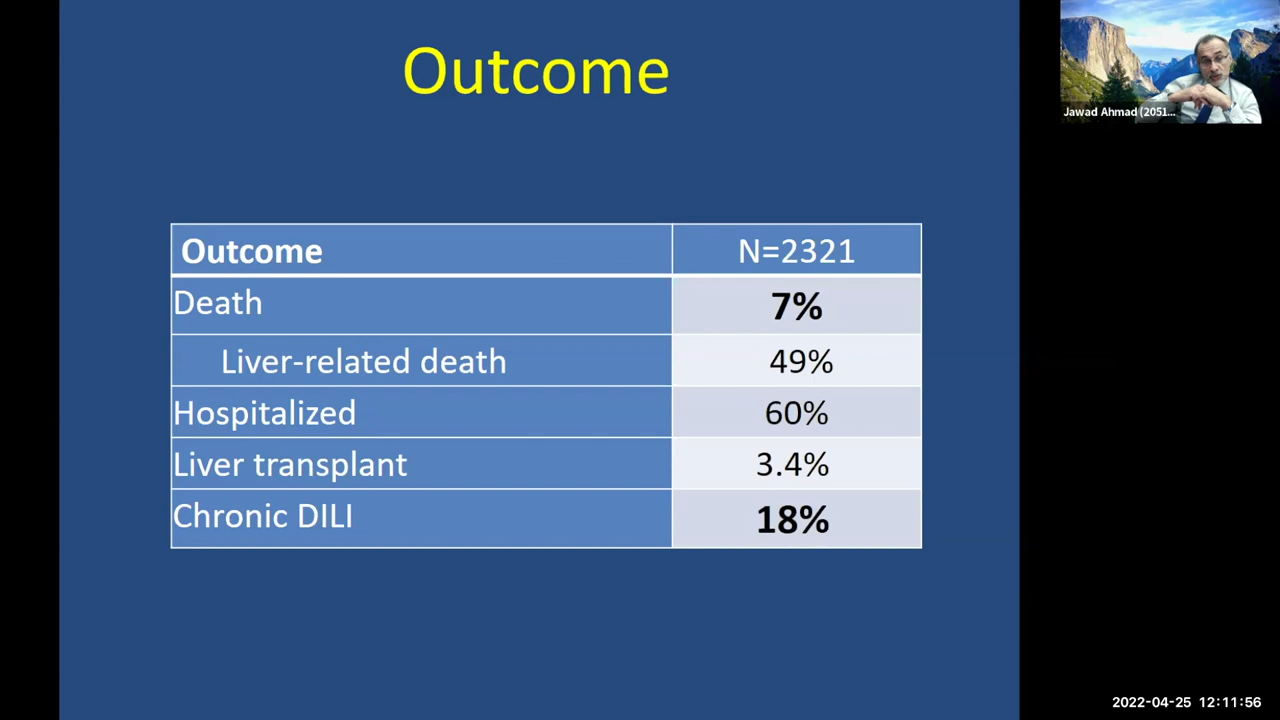 Outcome
Jawad Ahmad (2051...
Outcome N=2321
Death 7%
Liver-related death 49%
Hospitalized 60%
Liver transplant 3.4%
Chronic DILI 18%
2022-04-25 12:11:56